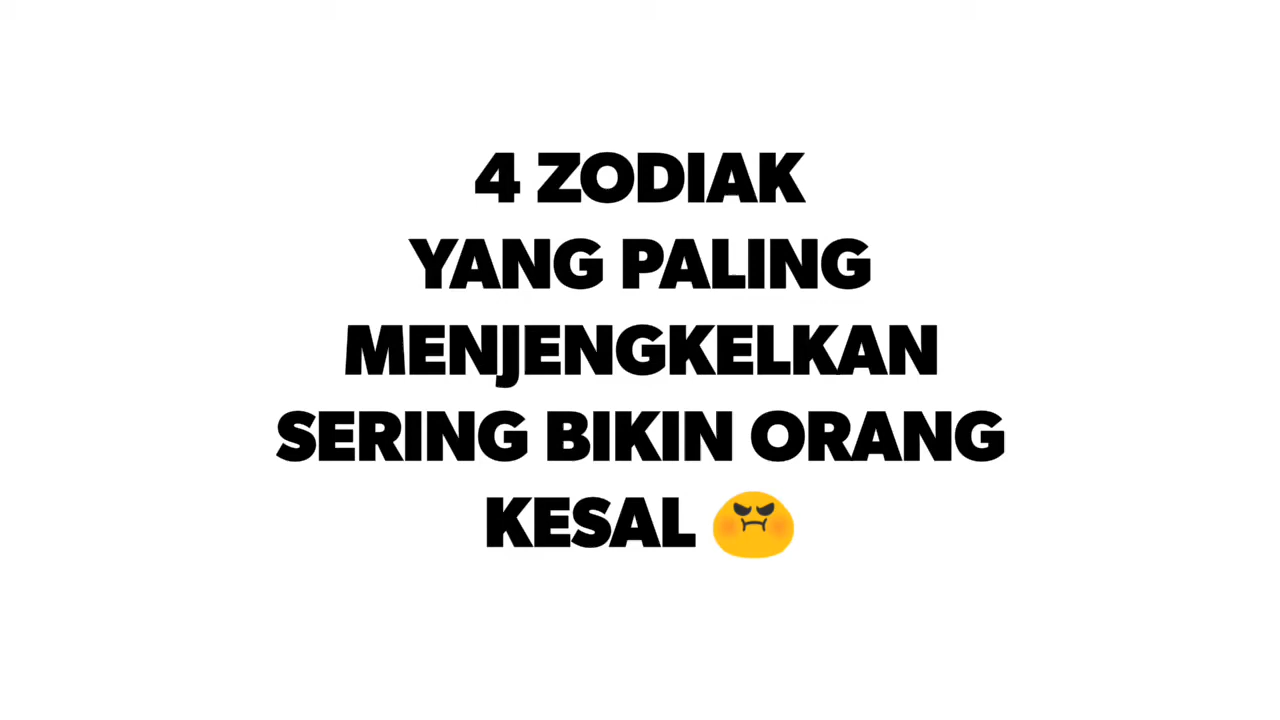 4 ZODIAK
YANG PALING
MENJENGKELKAN
SERING BIKIN ORANG
KESAL 😡